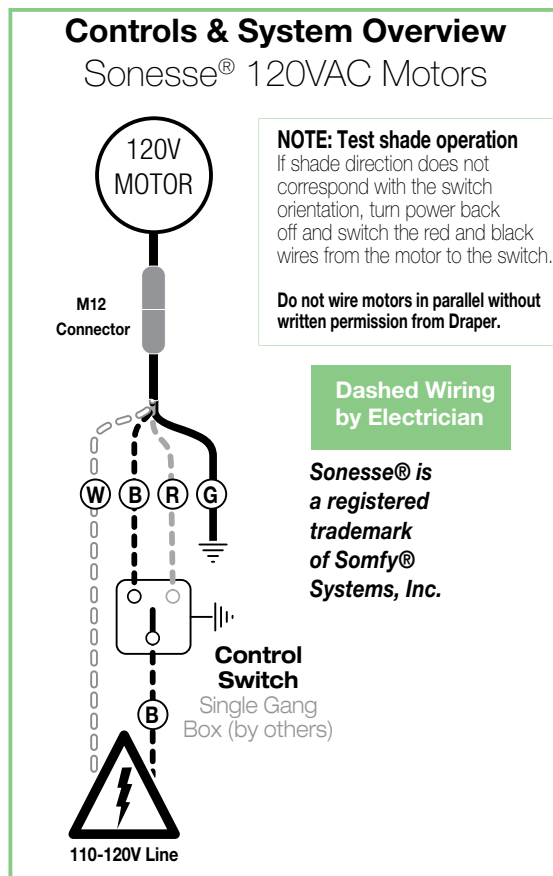 Controls & System Overview
Sonesse® 120VAC Motors
120V
MOTOR
NOTE: Test shade operation
If shade direction does not
correspond with the switch
orientation, turn power back
off and switch the red and black
wires from the motor to the switch.
Do not wire motors in parallel without
written permission from Draper.
M12
Connector
Dashed Wiring
by Electrician
Sonesse® is
a registered
trademark
of Somfy®
Systems, Inc.
W B R G
Control
Switch
Single Gang
Box (by others)
B
110-120V Line